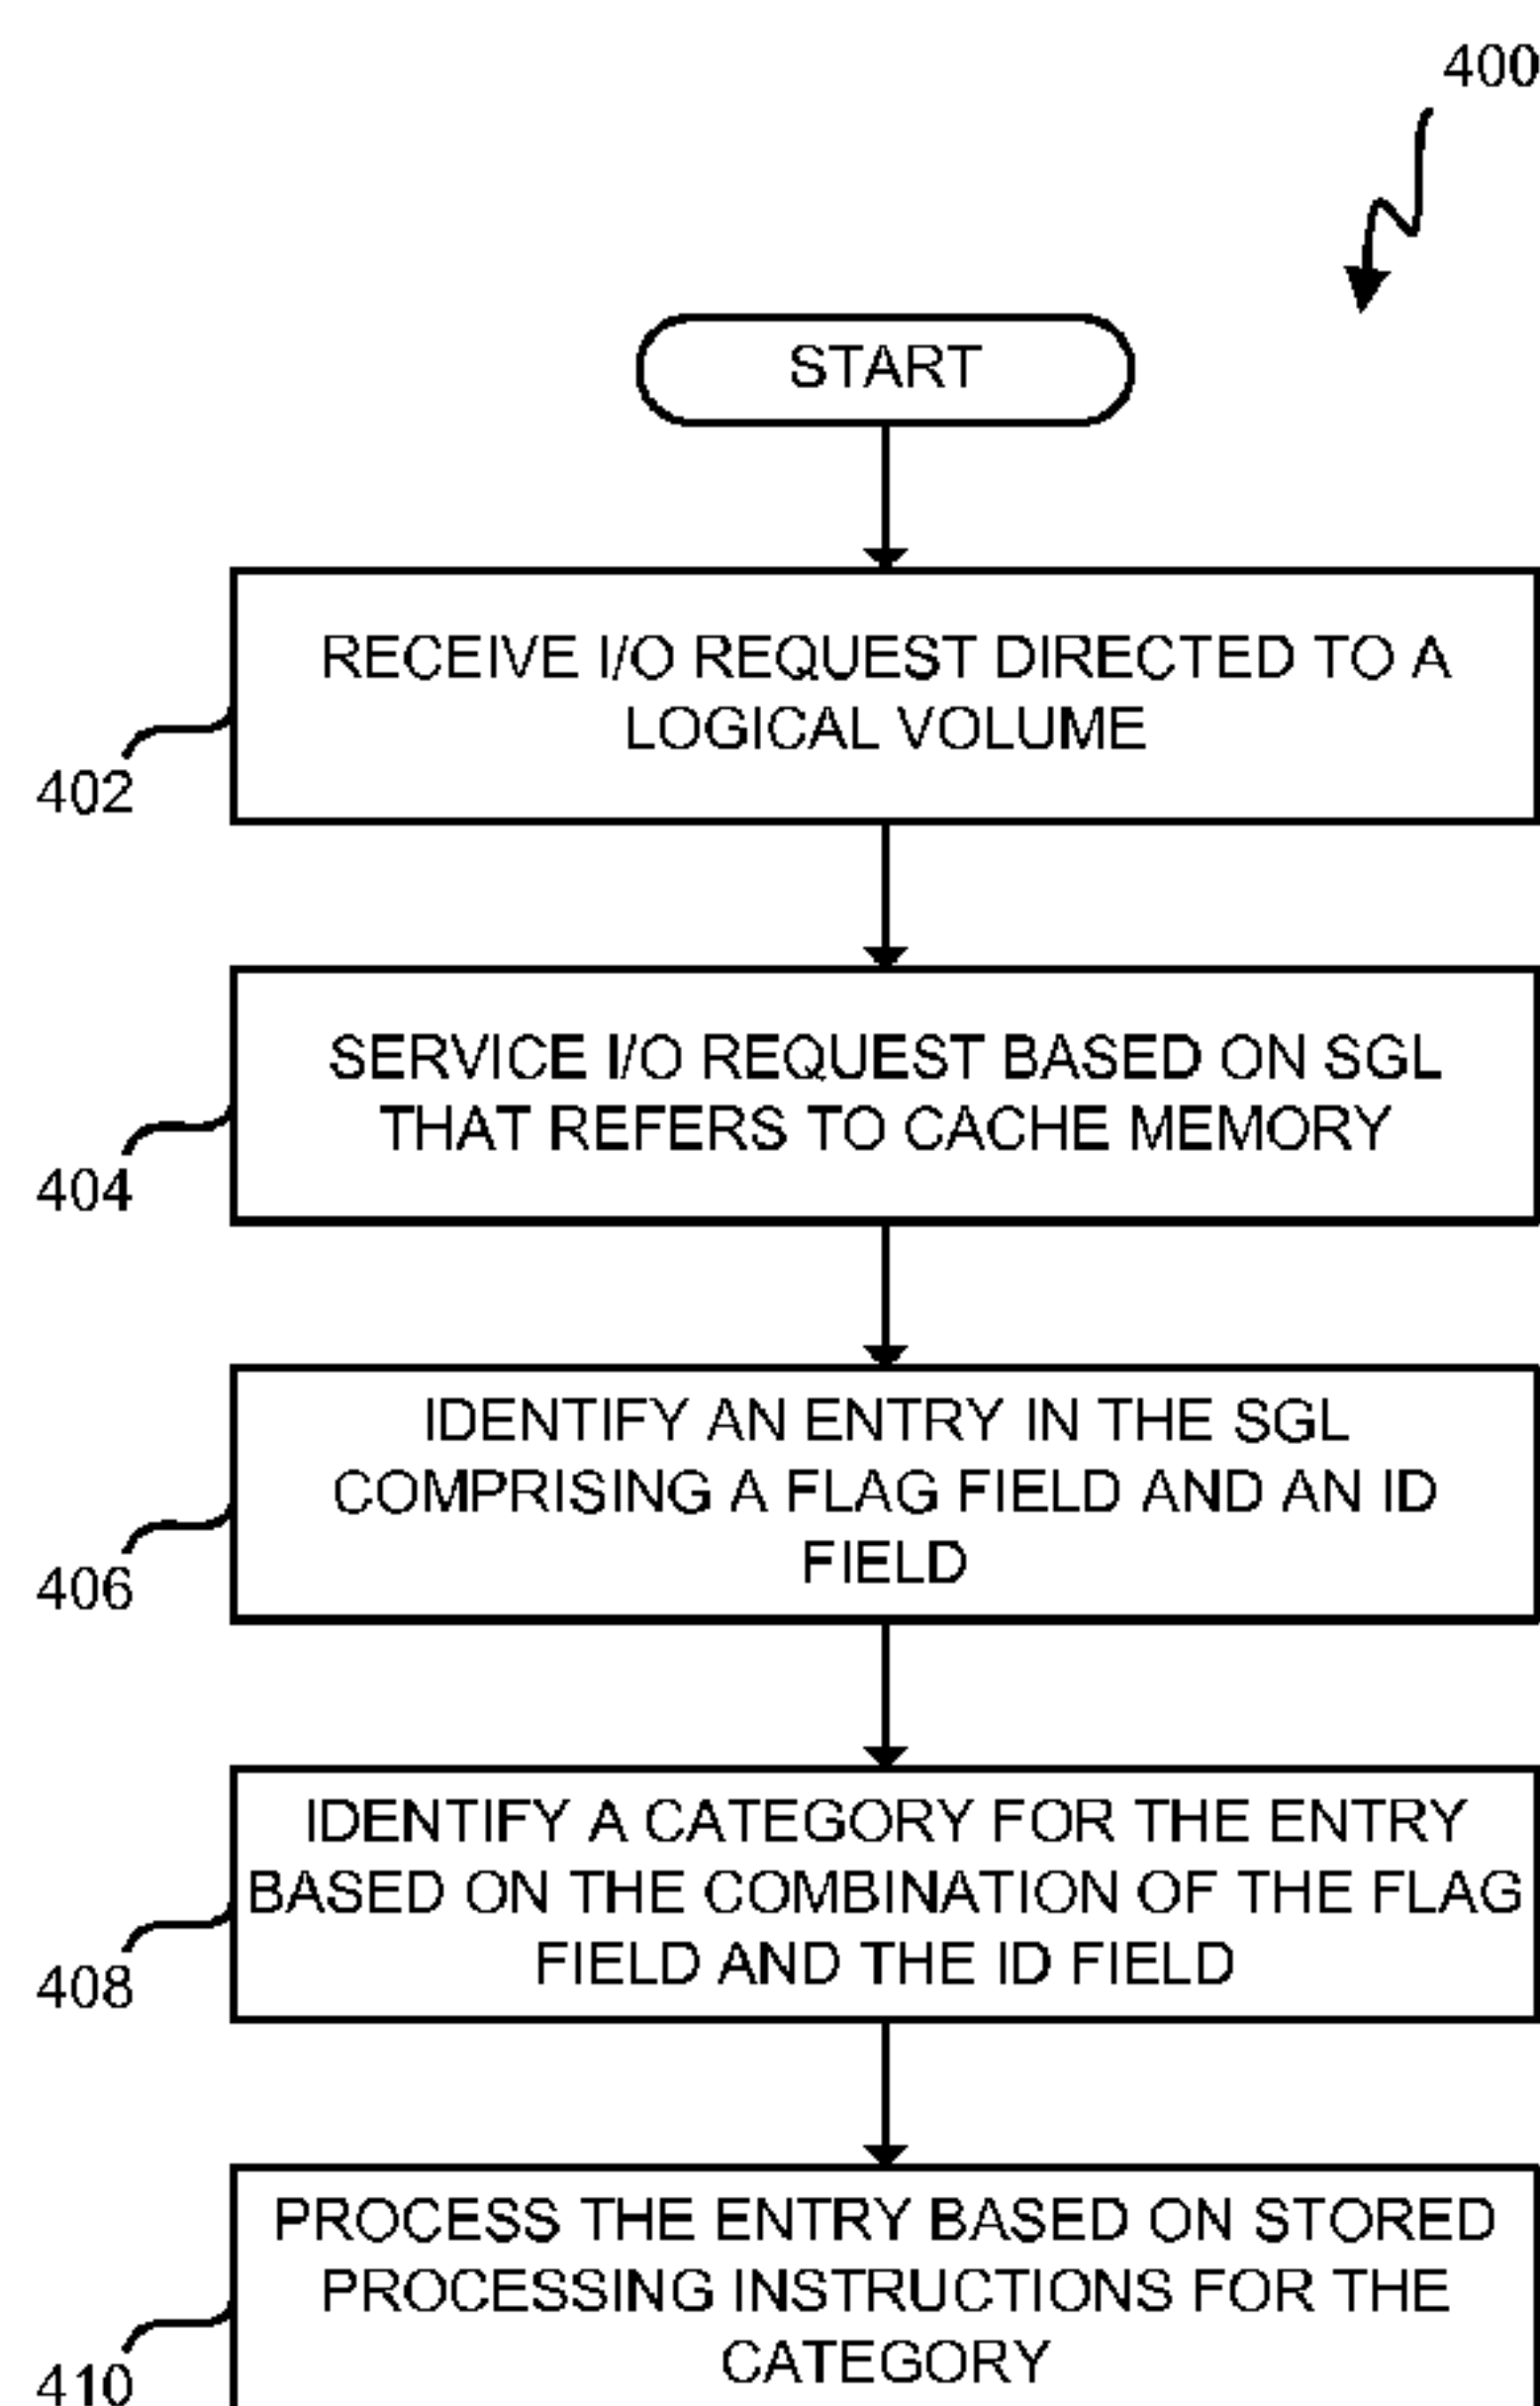 400
START
RECEIVE I/O REQUEST DIRECTED TO A
LOGICAL VOLUME
402
SERVICE I/O REQUEST BASED ON SGL
THAT REFERS TO CACHE MEMORY
404
IDENTIFY AN ENTRY IN THE SGL
COMPRISING A FLAG FIELD AND AN ID
FIELD
406
IDENTIFY A CATEGORY FOR THE ENTRY
BASED ON THE COMBINATION OF THE FLAG
FIELD AND THE ID FIELD
408
PROCESS THE ENTRY BASED ON STORED
PROCESSING INSTRUCTIONS FOR THE
CATEGORY
410